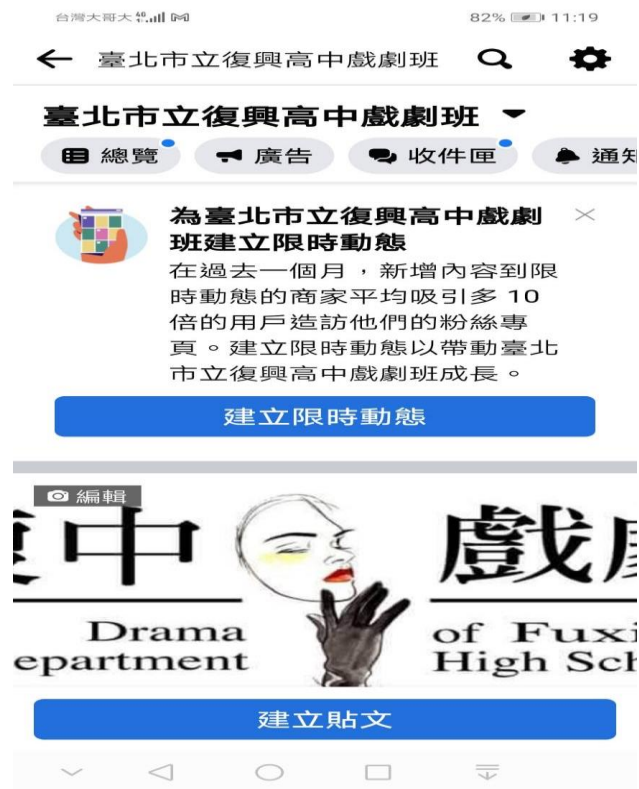 台灣大哥大 4G 82% 11:19
臺北市立復興高中戲劇班
臺北市立復興高中戲劇班
總覽 廣告 收件匣 通知
為臺北市立復興高中戲劇
班建立限時動態
在過去一個月，新增內容到限
時動態的商家平均吸引多 10
倍的用戶造訪他們的粉絲專
頁。建立限時動態以帶動臺北
市立復興高中戲劇班成長。
建立限時動態
編輯
中 戲
Drama of Fuxi
epartment High Sch
建立貼文